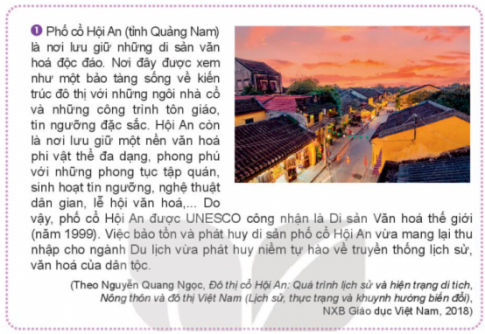 1 Phố cổ Hội An (tỉnh Quảng Nam)
là nơi lưu giữ những di sản văn
hoá độc đáo. Nơi đây được xem
như một bảo tàng sống về kiến
trúc đô thị với những ngôi nhà cổ
và những công trình tôn giáo,
tín ngưỡng đặc sắc. Hội An còn
là nơi lưu giữ một nền văn hoá
phi vật thể đa dạng, phong phú
với những phong tục tập quán,
sinh hoạt tín ngưỡng, nghệ thuật
dân gian, lễ hội văn hoá,... Do
vậy, phố cổ Hội An được UNESCO công nhận là Di sản Văn hoá thế giới
(năm 1999). Việc bảo tồn và phát huy di sản phố cổ Hội An vừa mang lại thu
nhập cho ngành Du lịch vừa phát huy niềm tự hào về truyền thống lịch sử,
văn hoá của dân tộc.
(Theo Nguyễn Quang Ngọc, Đô thị cổ Hội An: Quá trình lịch sử và hiện trạng di tích,
Nông thôn và đô thị Việt Nam (Lịch sử, thực trạng và khuynh hướng biến đổi),
NXB Giáo dục Việt Nam, 2018)